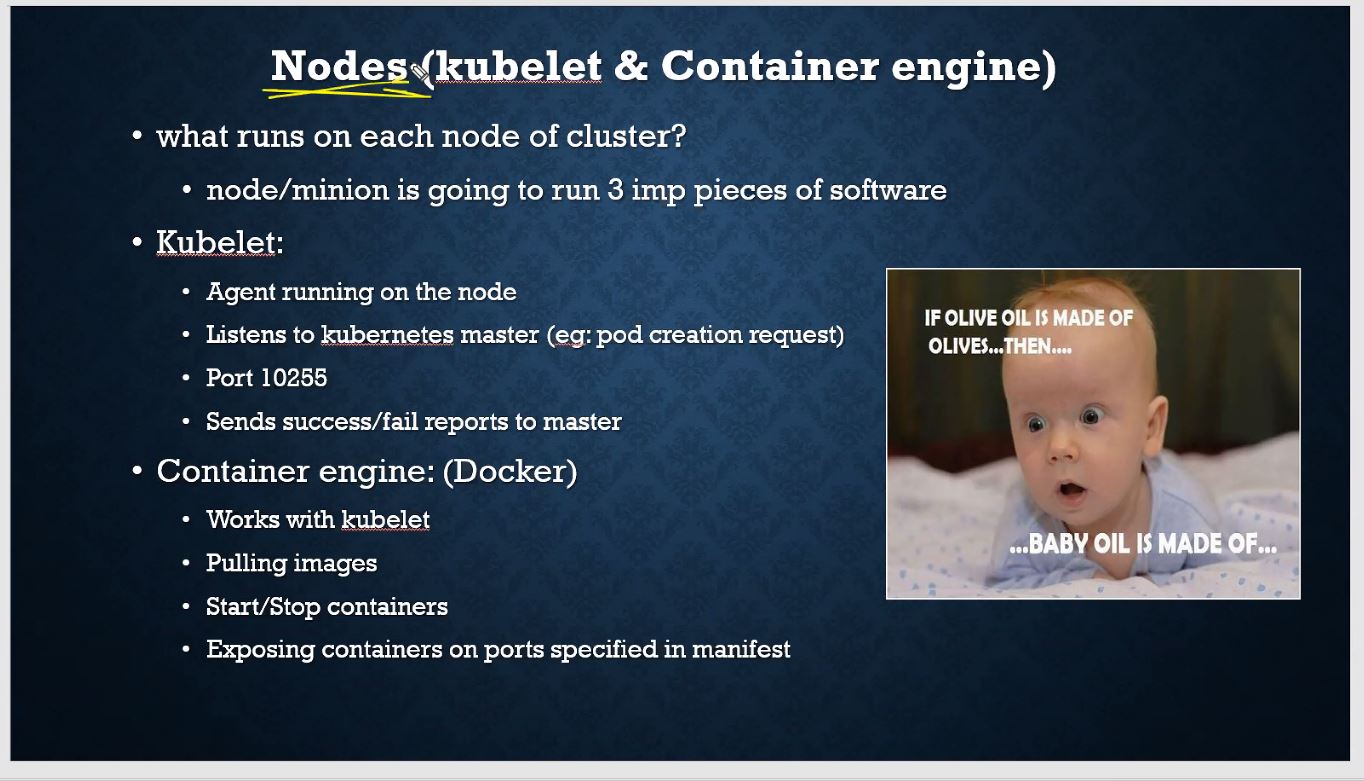 Nodes (kubelet & Container engine)
• what runs on each node of cluster?
• node/minion is going to run 3 imp pieces of software
• Kubelet:
• Agent running on the node
• Listens to kubernetes master (eg: pod creation request)
• Port 10255
• Sends success/fail reports to master
• Container engine: (Docker)
• Works with kubelet
• Pulling images
• Start/Stop containers
• Exposing containers on ports specified in manifest
IF OLIVE OIL IS MADE OF
OLIVES...THEN....
...BABY OIL IS MADE OF...